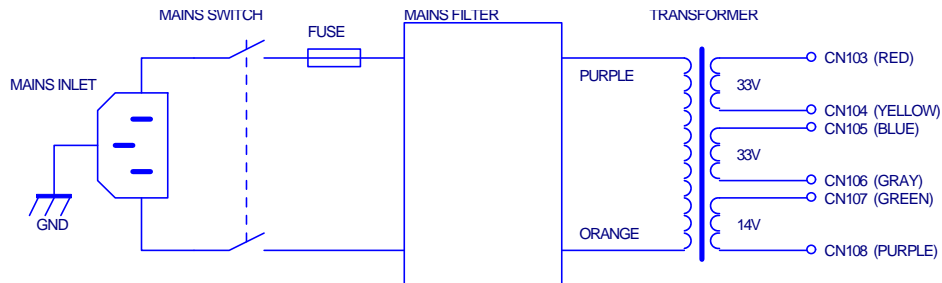 MAINS SWITCH
MAINS FILTER
TRANSFORMER
FUSE
MAINS INLET
PURPLE
CN103 (RED)
33V
CN104 (YELLOW)
CN105 (BLUE)
33V
CN106 (GRAY)
CN107 (GREEN)
GND
ORANGE
14V
CN108 (PURPLE)